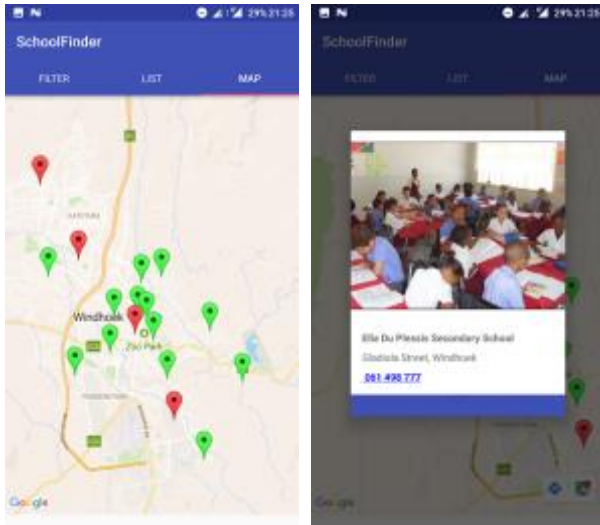 29% 21:25
SchoolFinder
FILTER LIST MAP
Windhoek
Zoo Park
Google
29% 21:25
SchoolFinder
FILTER LIST MAP
Ella Du Plessis Secondary School
Gladiola Street, Windhoek
061 498 777
Google